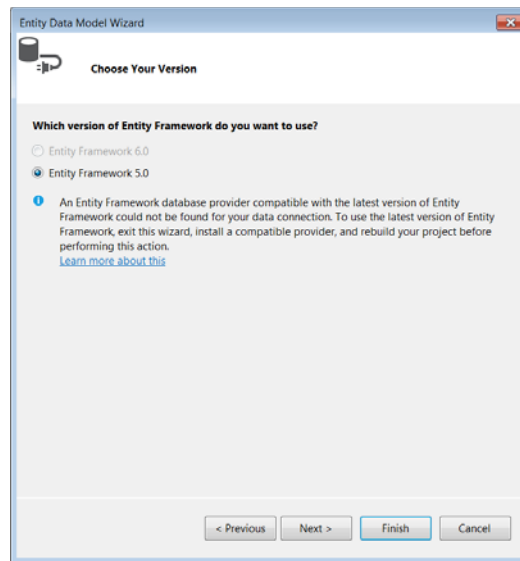 Entity Data Model Wizard
Choose Your Version
Which version of Entity Framework do you want to use?
Entity Framework 6.0
Entity Framework 5.0
An Entity Framework database provider compatible with the latest version of Entity
Framework could not be found for your data connection. To use the latest version of Entity
Framework, exit this wizard, install a compatible provider, and rebuild your project before
performing this action.
Learn more about this
< Previous
Next >
Finish
Cancel